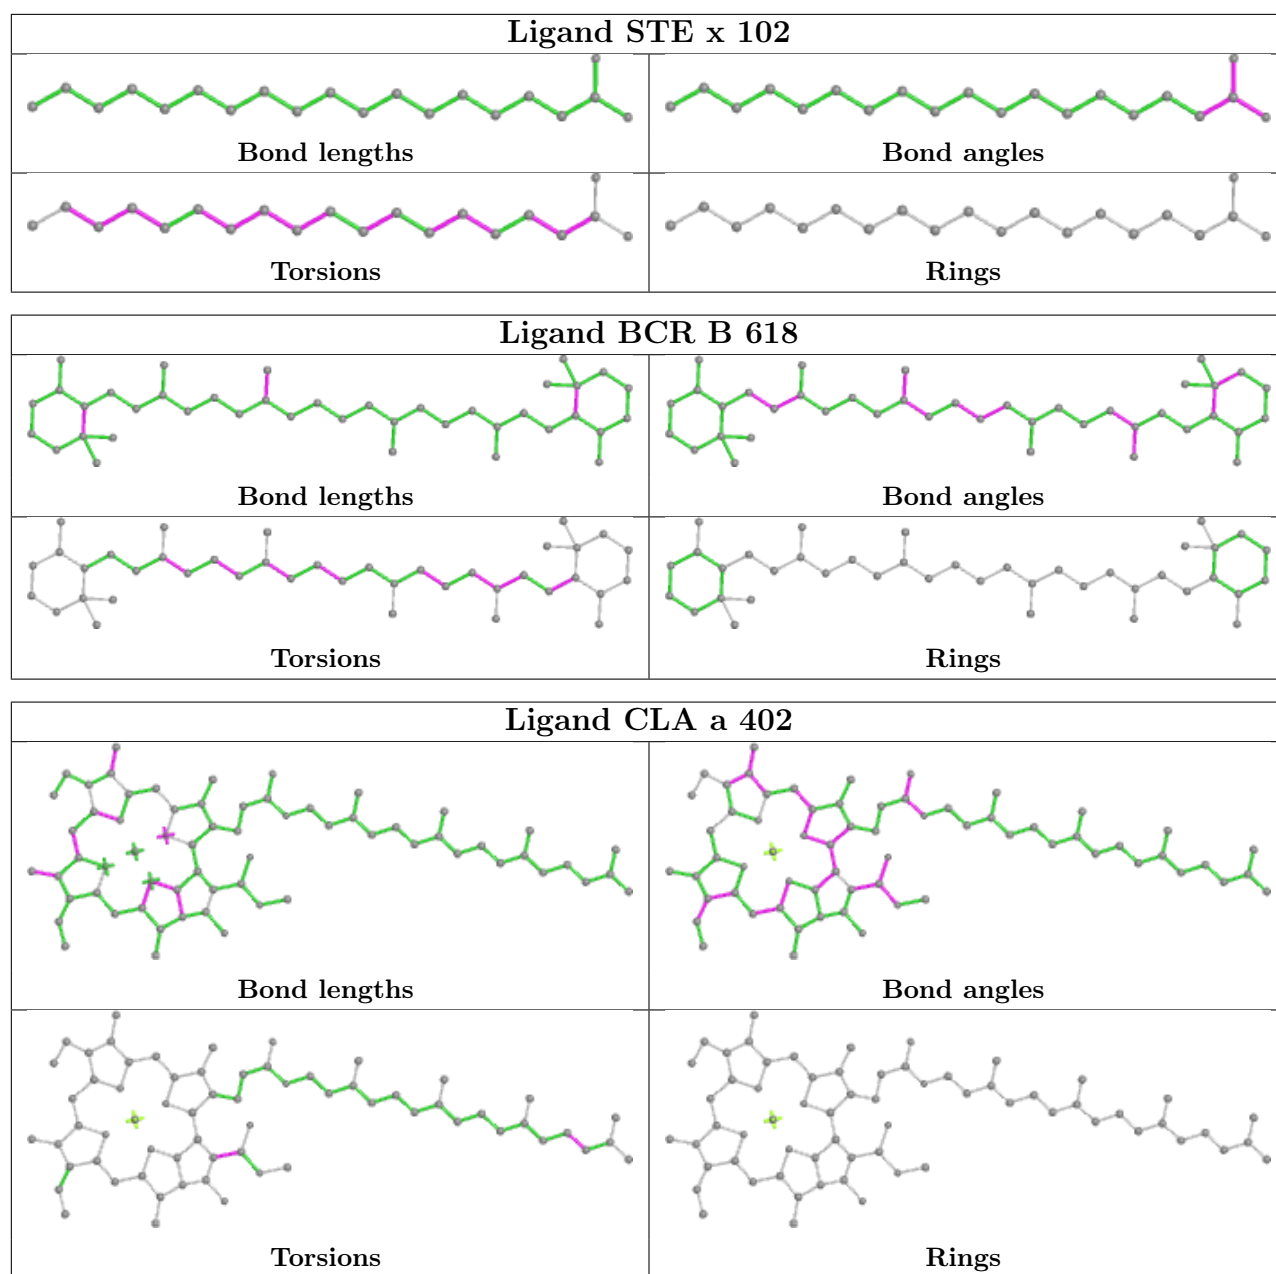 Ligand STE x 102
Bond lengths
Bond angles
Torsions
Rings
Ligand BCR B 618
Bond lengths
Bond angles
Torsions
Rings
Ligand CLA a 402
Bond lengths
Bond angles
Torsions
Rings